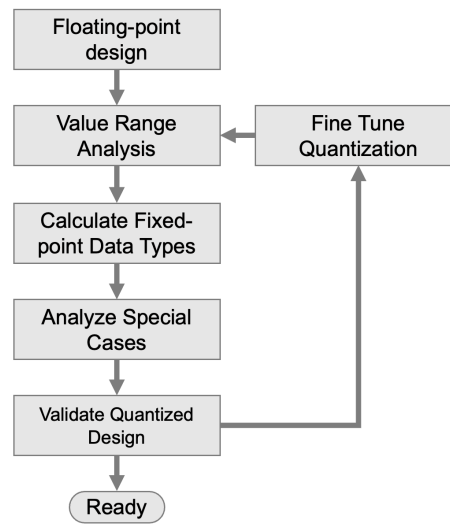 Floating-point
design
Value Range
Analysis
Fine Tune
Quantization
Calculate Fixed-
point Data Types
Analyze Special
Cases
Validate Quantized
Design
Ready